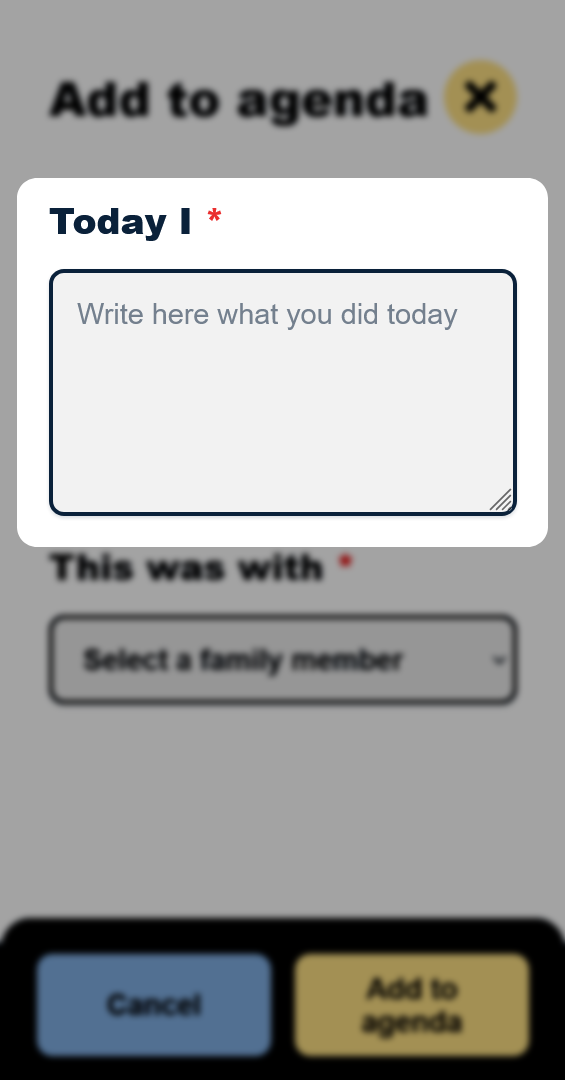 Add to agenda
Today I *
Write here what you did today
This was with *
Select a family member
Cancel
Add to
agenda